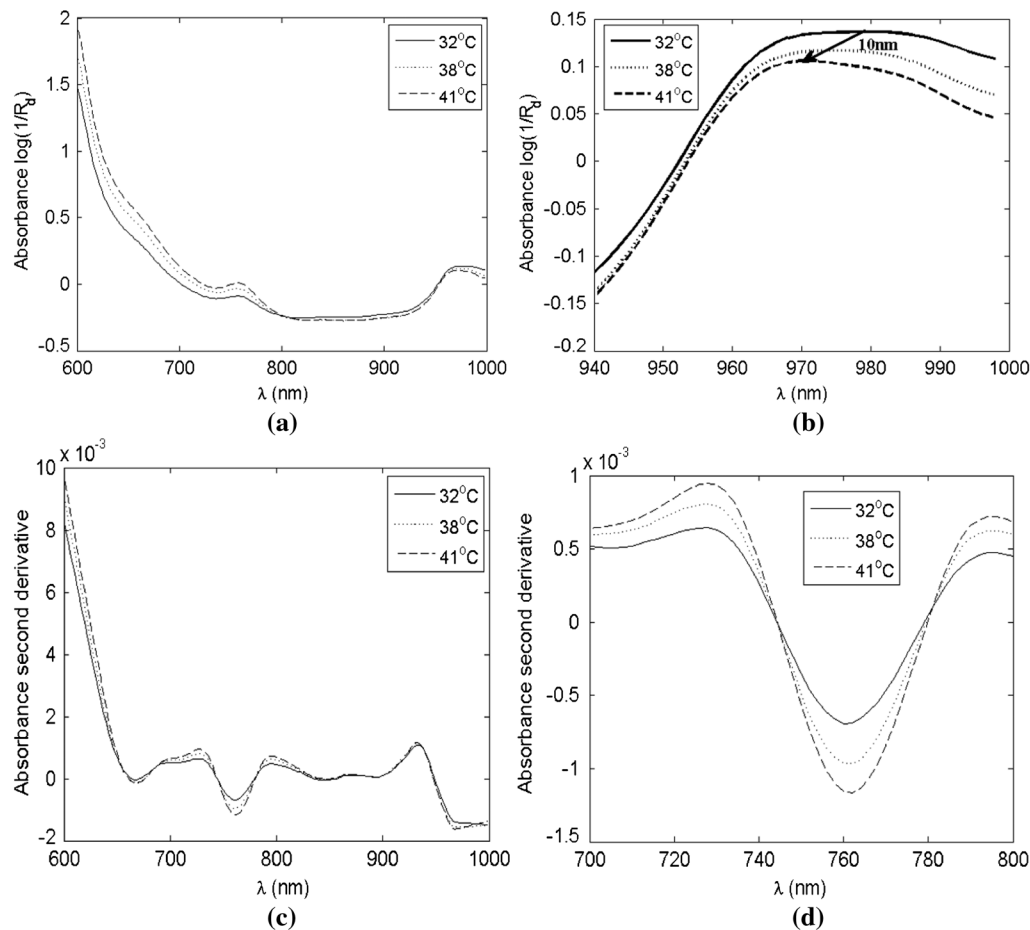 2
1.5
1
0.5
0
-0.5
600
700
800
900
1000
Absorbance log(1/Rd)
λ (nm)
32°C
38°C
41°C
(a)
0.15
0.1
0.05
0
-0.05
-0.1
-0.15
-0.2
940
950
960
970
980
990
1000
Absorbance log(1/Rd)
λ (nm)
32°C
38°C
41°C
10nm
(b)
x 10⁻³
10
8
6
4
2
0
-2
600
700
800
900
1000
Absorbance second derivative
λ (nm)
32°C
38°C
41°C
(c)
x 10⁻³
1
0.5
0
-0.5
-1
-1.5
700
720
740
760
780
800
Absorbance second derivative
λ (nm)
32°C
38°C
41°C
(d)